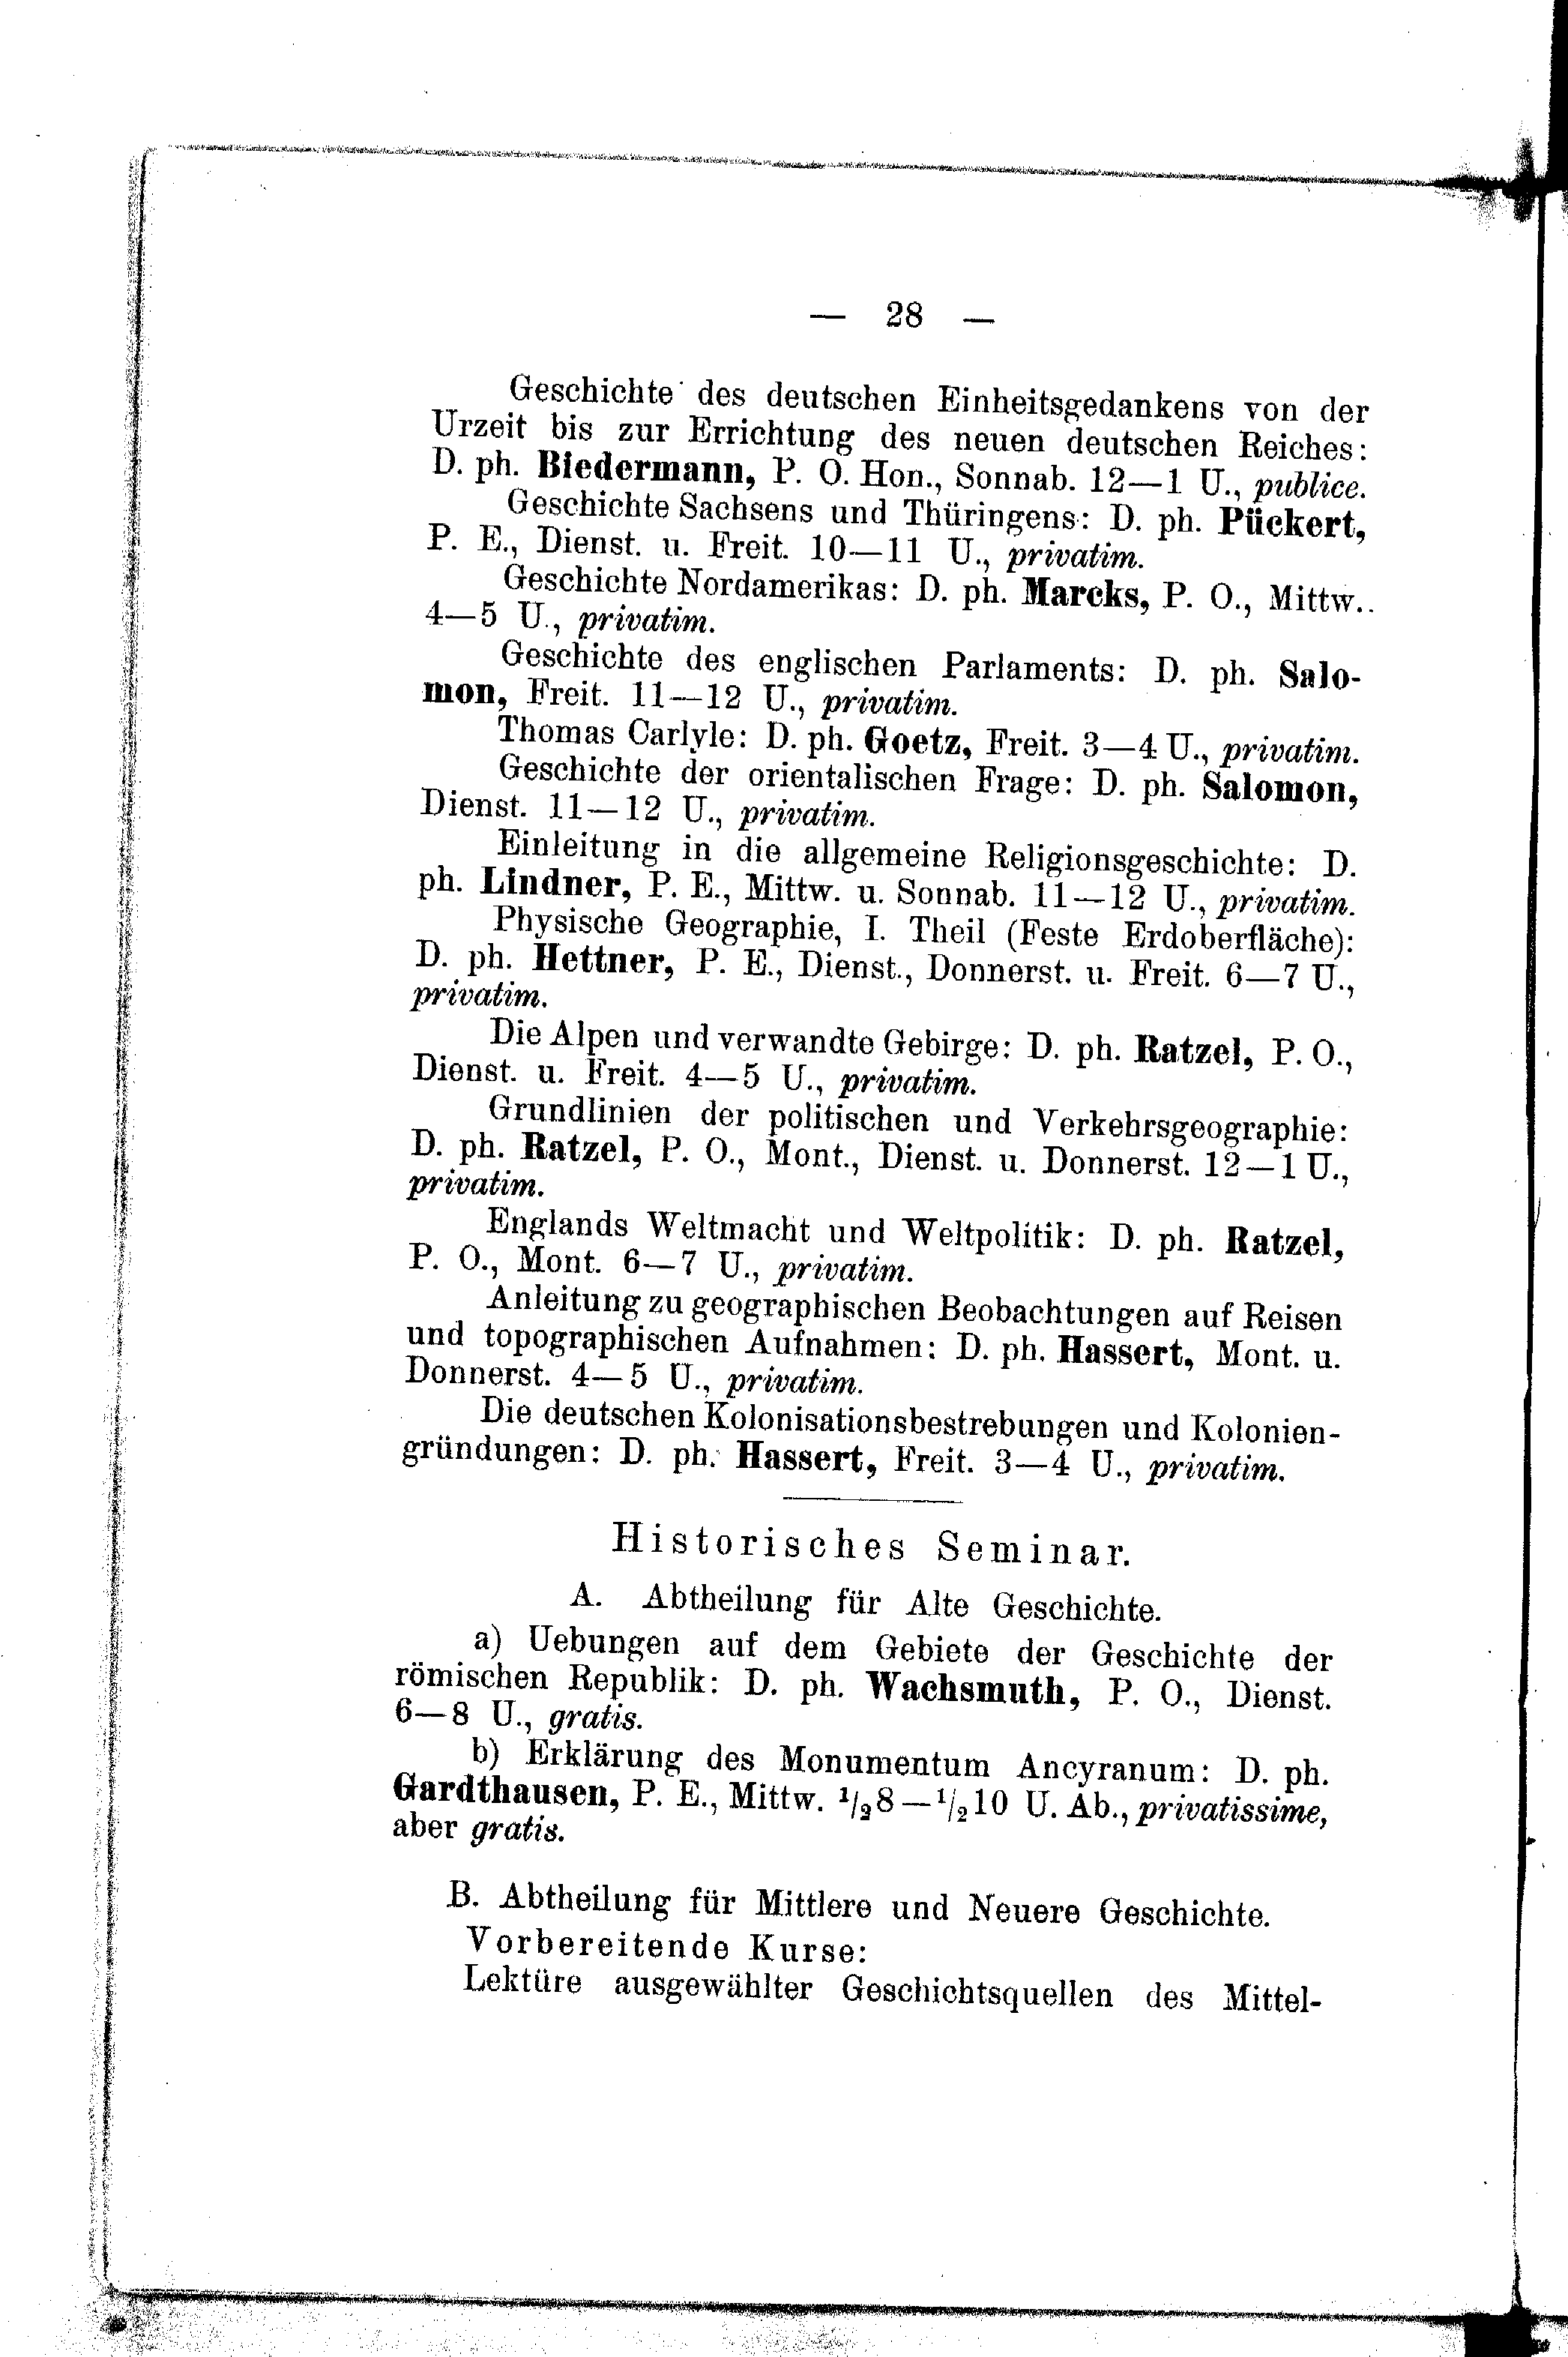 — 28 —
Geschichte des deutschen Einheitsgedankens von der
Urzeit bis zur Errichtung des neuen deutschen Reiches:
D. ph. Biedermann, P. O. Hon., Sonnab. 12—1 U., publice.
Geschichte Sachsens und Thüringens: D. ph. Pückert,
P. E., Dienst. u. Freit. 10—11 U., privatim.
Geschichte Nordamerikas: D. ph. Marcks, P. O., Mittw..
4—5 U., privatim.
Geschichte des englischen Parlaments: D. ph. Salo-
mon, Freit. 11—12 U., privatim.
Thomas Carlyle: D. ph. Goetz, Freit. 3—4 U., privatim.
Geschichte der orientalischen Frage: D. ph. Salomon,
Dienst. 11—12 U., privatim.
Einleitung in die allgemeine Religionsgeschichte: D.
ph. Lindner, P. E., Mittw. u. Sonnab. 11—12 U., privatim.
Physische Geographie, I. Theil (Feste Erdoberfläche):
D. ph. Hettner, P. E., Dienst., Donnerst. u. Freit. 6—7 U.,
privatim.
Die Alpen und verwandte Gebirge: D. ph. Ratzel, P. O.,
Dienst. u. Freit. 4—5 U., privatim.
Grundlinien der politischen und Verkehrsgeographie:
D. ph. Ratzel, P. O., Mont., Dienst. u. Donnerst. 12—1 U.,
privatim.
Englands Weltmacht und Weltpolitik: D. ph. Ratzel,
P. O., Mont. 6—7 U., privatim.
Anleitung zu geographischen Beobachtungen auf Reisen
und topographischen Aufnahmen: D. ph. Hassert, Mont. u.
Donnerst. 4—5 U., privatim.
Die deutschen Kolonisationsbestrebungen und Kolonien-
gründungen: D. ph. Hassert, Freit. 3—4 U., privatim.
Historisches Seminar.
A. Abtheilung für Alte Geschichte.
a) Uebungen auf dem Gebiete der Geschichte der
römischen Republik: D. ph. Wachsmuth, P. O., Dienst.
6—8 U., gratis.
b) Erklärung des Monumentum Ancyranum: D. ph.
Gardthausen, P. E., Mittw. 1/2 8—1/2 10 U. Ab., privatissime,
aber gratis.
B. Abtheilung für Mittlere und Neuere Geschichte.
Vorbereitende Kurse:
Lektüre ausgewählter Geschichtsquellen des Mittel-